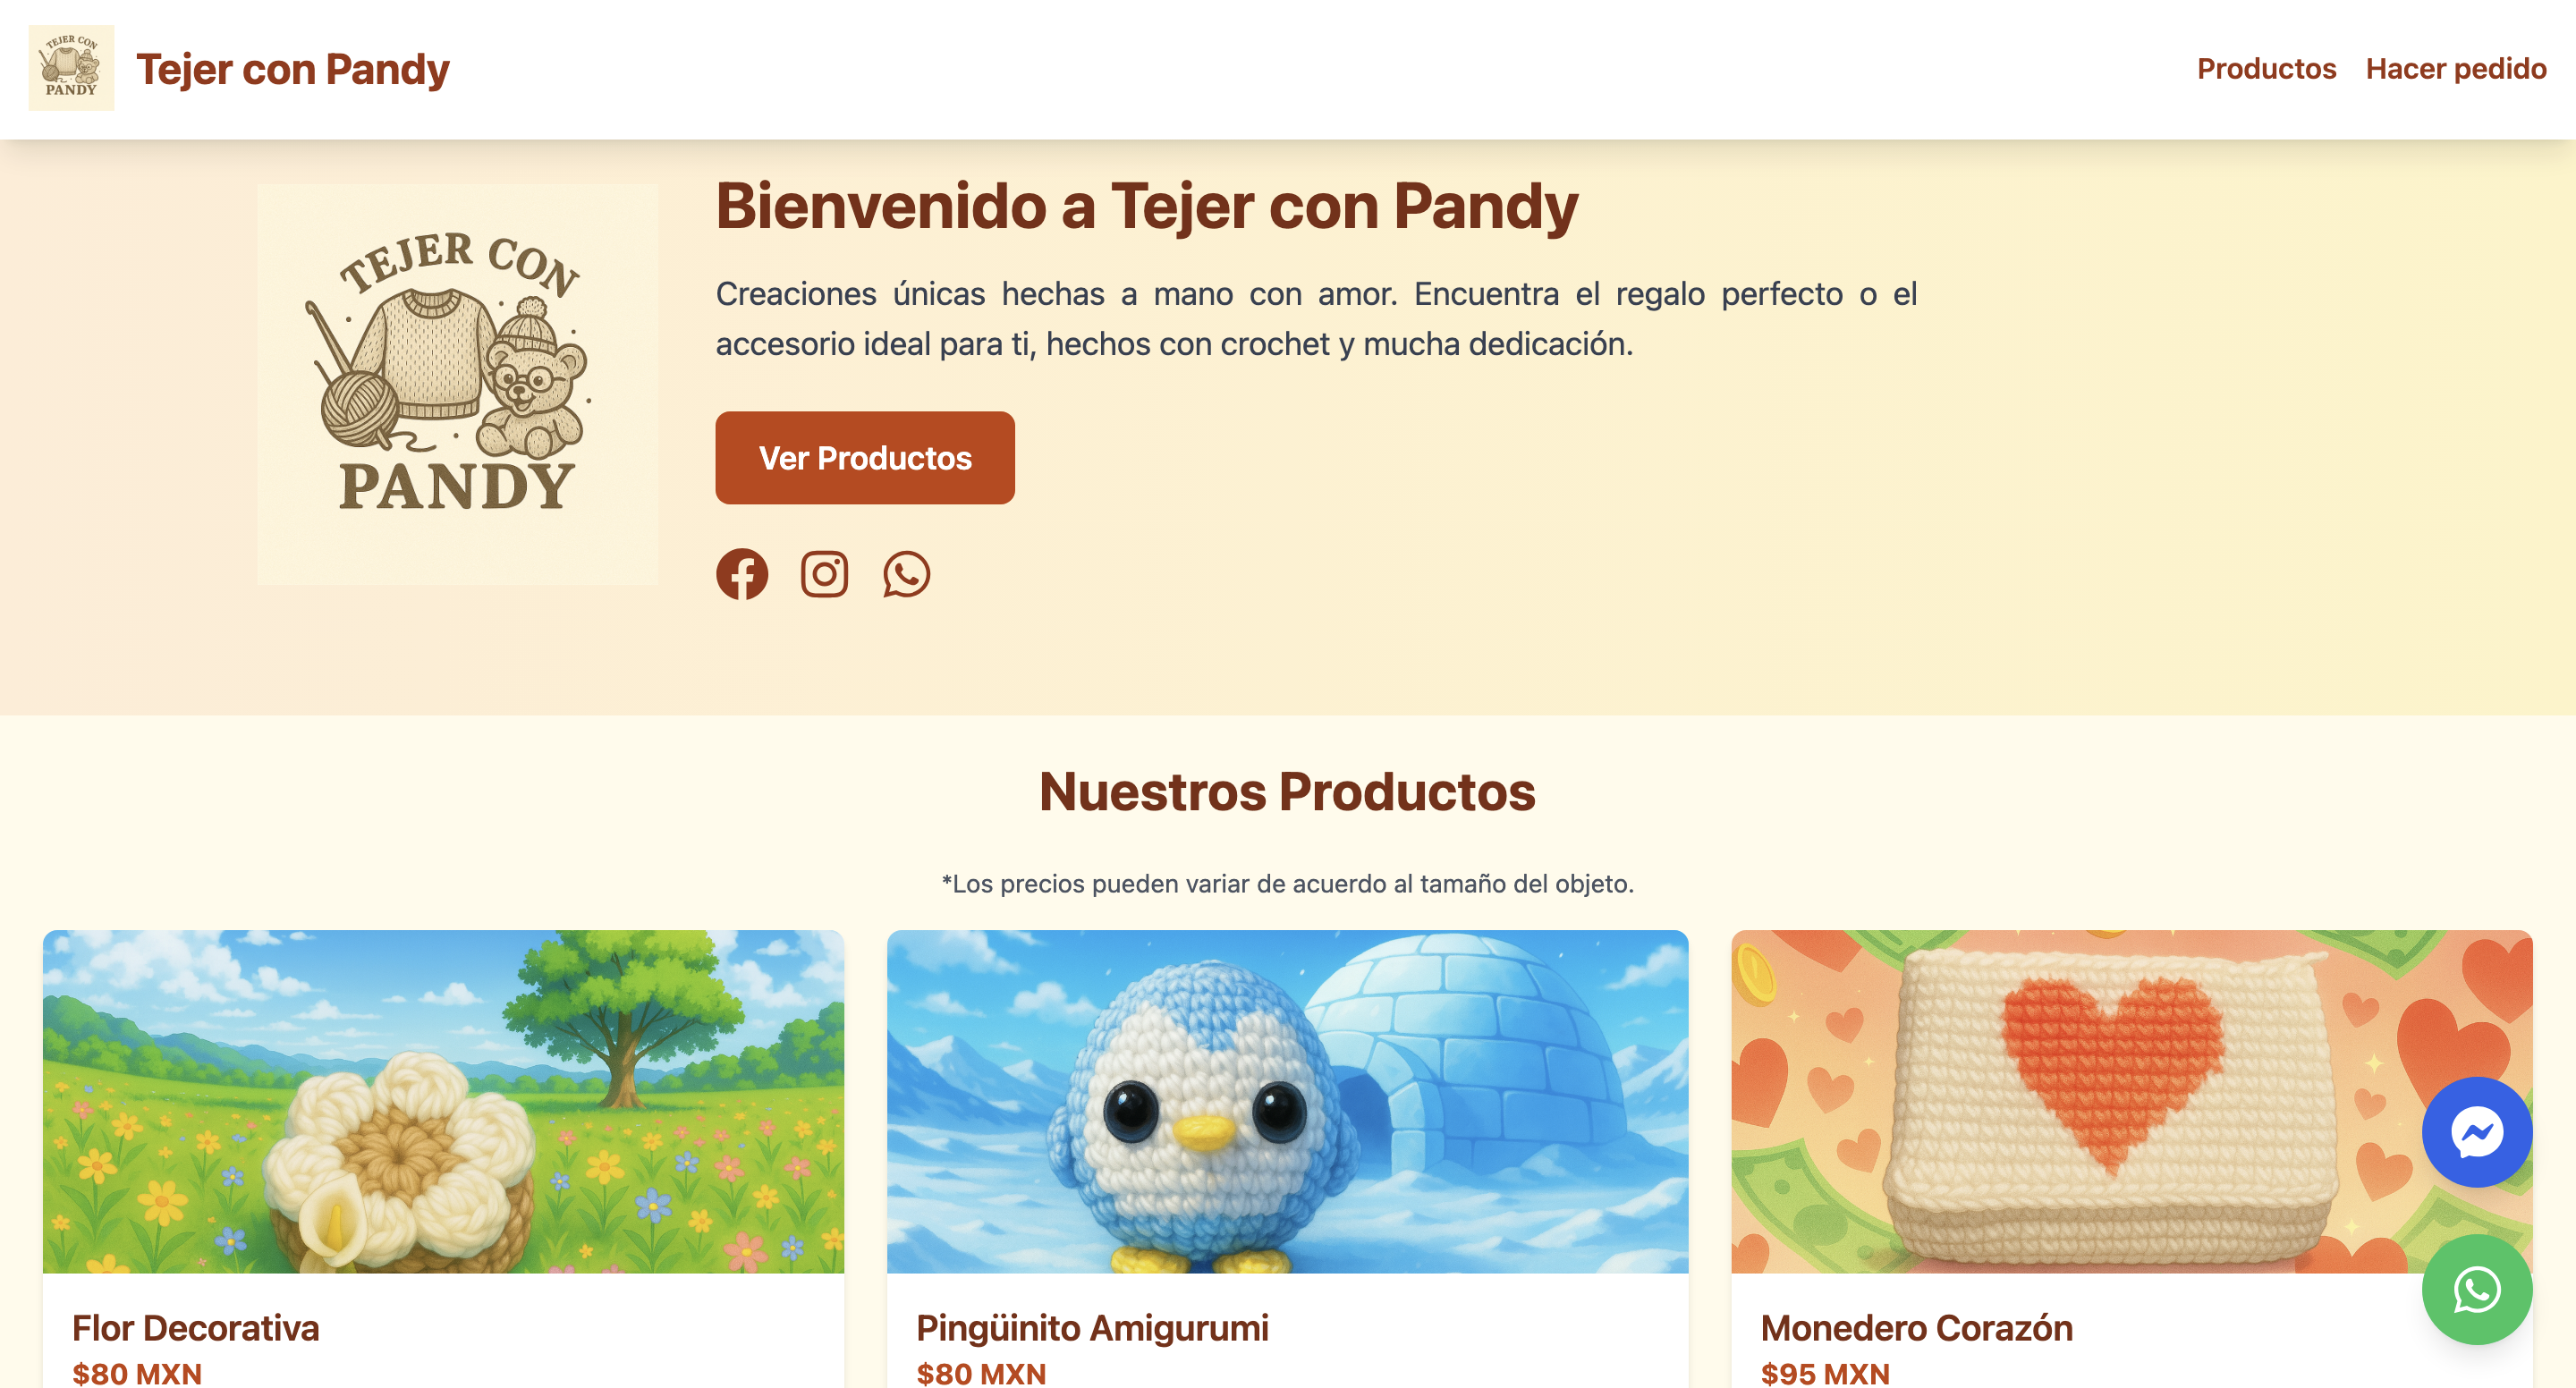 TEJER CON
PANDY
Tejer con Pandy
Productos
Hacer pedido
TEJER CON
PANDY
Bienvenido a Tejer con Pandy
Creaciones únicas hechas a mano con amor. Encuentra el regalo perfecto o el
accesorio ideal para ti, hechos con crochet y mucha dedicación.
Ver Productos
Nuestros Productos
*Los precios pueden variar de acuerdo al tamaño del objeto.
Flor Decorativa
$80 MXN
Pingüinito Amigurumi
$80 MXN
Monedero Corazón
$95 MXN